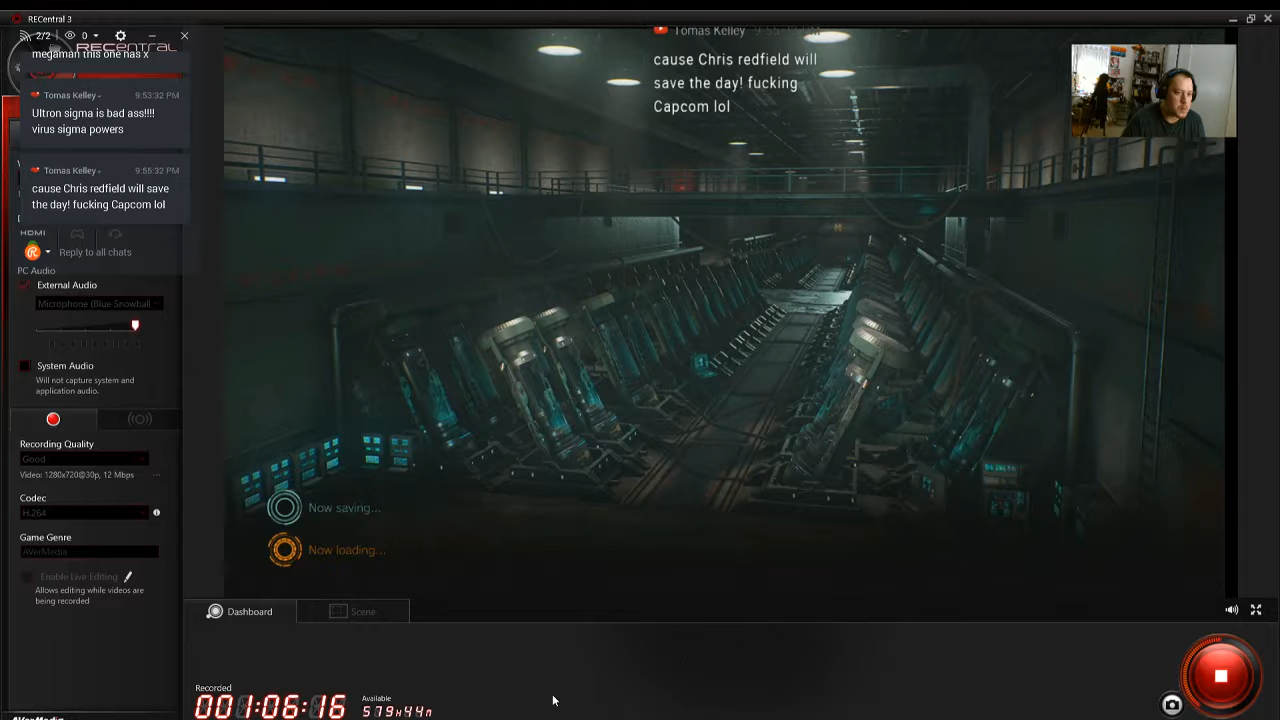 RECentral 3
2/2
0
RECENTRAL
megaman this one has x
Tomas Kelley
9:53:32 PM
Ultron sigma is bad ass!!!!
virus sigma powers
Tomas Kelley
9:55:32 PM
cause Chris redfield will save
the day! fucking Capcom lol
HDMI
Reply to all chats
PC Audio
External Audio
Microphone (Blue Snowball
System Audio
Will not capture system and
application audio.
Recording Quality
Good
Video: 1280x720@30p, 12 Mbps
Codec
H.264
Game Genre
AVerMedia
Enable Live Editing
Allows editing while videos are
being recorded
AVerMedia
Tomas Kelley
cause Chris redfield will
save the day! fucking
Capcom lol
Now saving...
Now loading...
Dashboard
Scene
Recorded
001:06:16
Available
579H44M